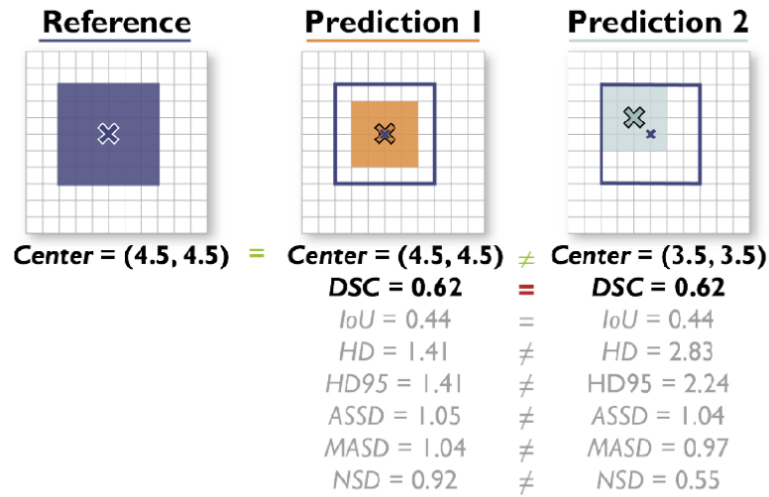 Reference Prediction 1 Prediction 2
Center = (4.5, 4.5) = Center = (4.5, 4.5) ≠ Center = (3.5, 3.5)
DSC = 0.62 = DSC = 0.62
IoU = 0.44 = IoU = 0.44
HD = 1.41 ≠ HD = 2.83
HD95 = 1.41 ≠ HD95 = 2.24
ASSD = 1.05 ≠ ASSD = 1.04
MASD = 1.04 ≠ MASD = 0.97
NSD = 0.92 ≠ NSD = 0.55